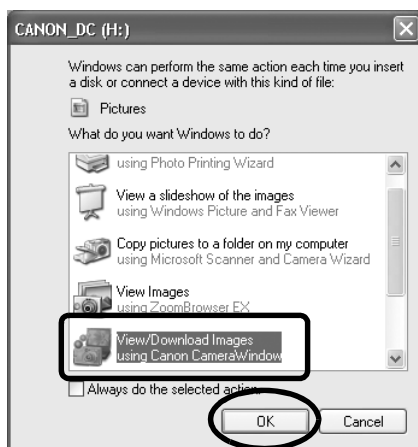 CANON_DC (H:)
Windows can perform the same action each time you insert
a disk or connect a device with this kind of file:
Pictures
What do you want Windows to do?
using Photo Printing Wizard
View a slideshow of the images
using Windows Picture and Fax Viewer
Copy pictures to a folder on my computer
using Microsoft Scanner and Camera Wizard
View Images
using ZoomBrowser EX
View/Download Images
using Canon CameraWindow
Always do the selected action.
OK
Cancel